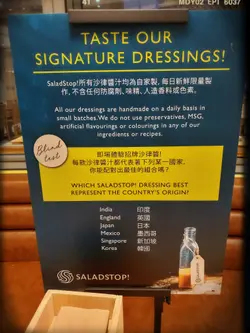 41 MDY02 EPT 6037
TASTE OUR
SIGNATURE DRESSINGS!
SaladStop!所有沙律醬汁均為自家製，每日新鮮限量製
作，不含任何防腐劑、味精、人造香料或色素。
All our dressings are handmade on a daily basis in
small batches.We do not use preservatives, MSG,
artificial flavourings or colourings in any of our
ingredients or recipes.
Blind
test
即場體驗招牌沙律醬!
每款沙律醬汁都代表著下列某一國家，
你能配對出最佳的組合嗎?
WHICH SALADSTOP! DRESSING BEST
REPRESENT THE COUNTRY'S ORIGIN?
India 印度
England 英國
Japan 日本
Mexico 墨西哥
Singapore 新加坡
Korea 韓國
SALADSTOP!